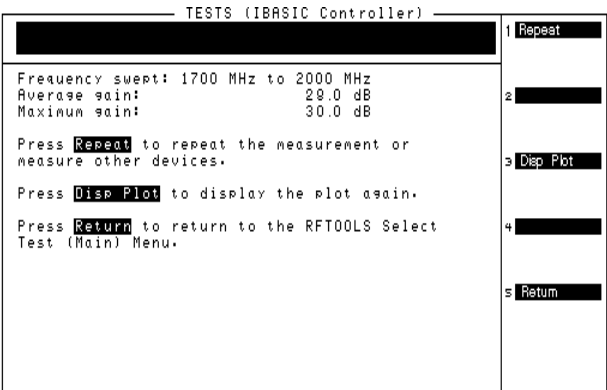 TESTS (IBASIC Controller)
Frequency swept: 1700 MHz to 2000 MHz
Average gain: 29.0 dB
Maximum gain: 30.0 dB
Press Repeat to repeat the measurement or
measure other devices.
Press Disp Plot to display the plot again.
Press Return to return to the RFTOOLS Select
Test (Main) Menu.
1 Repeat
2
3 Disp Plot
4
5 Return